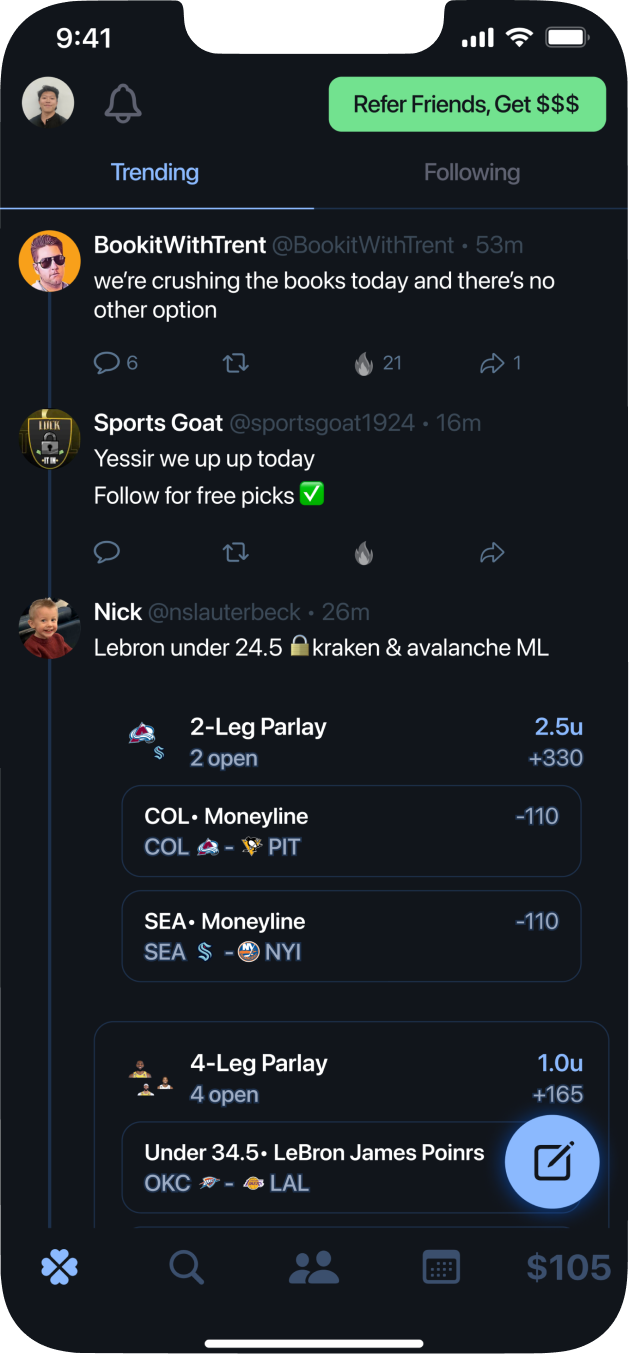 9:41
Refer Friends, Get $$$
Trending
Following
BookitWithTrent @BookitWithTrent • 53m
we're crushing the books today and there's no
other option
6
21
1
LOCK
Sports Goat @sportsgoat1924 • 16m
-IT IN-
Yessir we up up today
Follow for free picks ✅
Nick @nslauterbeck • 26m
Lebron under 24.5 🔒kraken & avalanche ML
2-Leg Parlay 2.5u
2 open +330
COL• Moneyline -110
COL - PIT
SEA• Moneyline -110
SEA - NYI
4-Leg Parlay 1.0u
4 open +165
Under 34.5• LeBron James Poinrs
OKC - LAL
$105